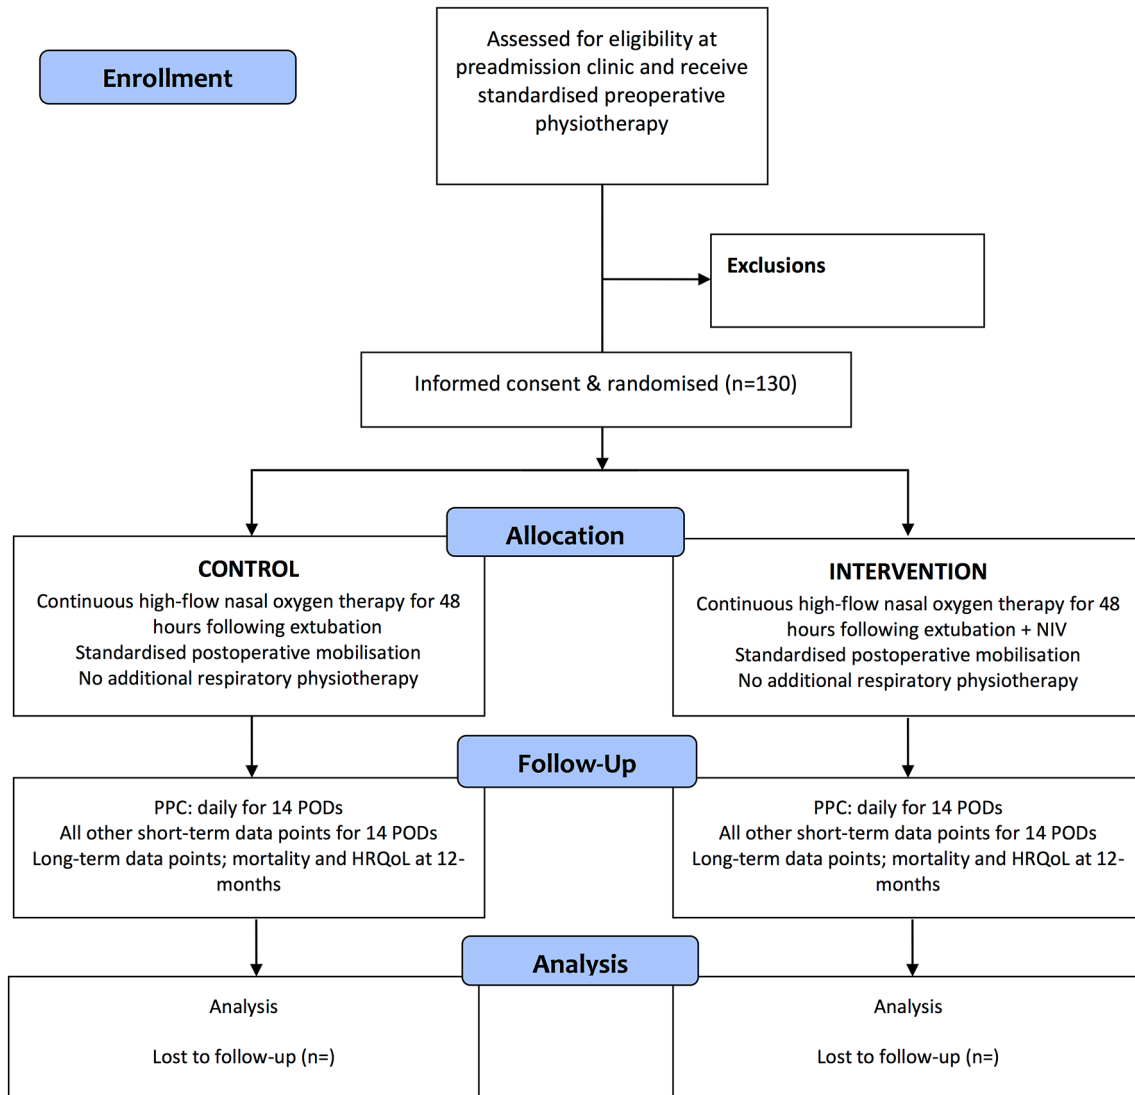 Enrollment
Assessed for eligibility at
preadmission clinic and receive
standardised preoperative
physiotherapy
Exclusions
Informed consent & randomised (n=130)
Allocation
CONTROL
Continuous high-flow nasal oxygen therapy for 48
hours following extubation
Standardised postoperative mobilisation
No additional respiratory physiotherapy
INTERVENTION
Continuous high-flow nasal oxygen therapy for 48
hours following extubation + NIV
Standardised postoperative mobilisation
No additional respiratory physiotherapy
Follow-Up
PPC: daily for 14 PODs
All other short-term data points for 14 PODs
Long-term data points; mortality and HRQoL at 12-
months
PPC: daily for 14 PODs
All other short-term data points for 14 PODs
Long-term data points; mortality and HRQoL at 12-
months
Analysis
Analysis
Lost to follow-up (n=)
Analysis
Lost to follow-up (n=)